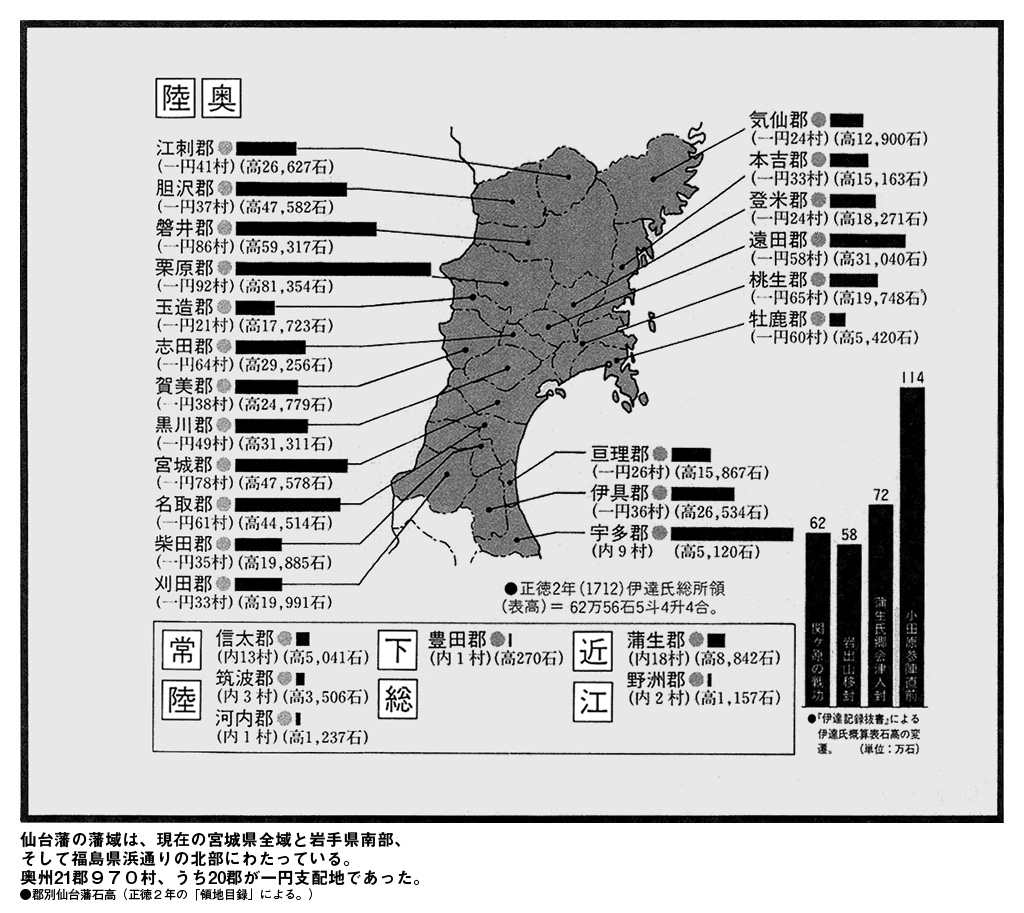 陸奥
江刺郡
(一円41村)(高26,627石)
胆沢郡
(一円37村)(高47,582石)
磐井郡
(一円86村)(高59,317石)
栗原郡
(一円92村)(高81,354石)
玉造郡
(一円21村)(高17,723石)
志田郡
(一円64村)(高29,256石)
賀美郡
(一円38村)(高24,779石)
黒川郡
(一円49村)(高31,311石)
宮城郡
(一円78村)(高47,578石)
名取郡
(一円61村)(高44,514石)
柴田郡
(一円35村)(高19,885石)
刈田郡
(一円33村)(高19,991石)
気仙郡
(一円24村)(高12,900石)
本吉郡
(一円33村)(高15,163石)
登米郡
(一円24村)(高18,271石)
遠田郡
(一円58村)(高31,040石)
桃生郡
(一円65村)(高19,748石)
牡鹿郡
(一円60村)(高5,420石)
亘理郡
(一円26村)(高15,867石)
伊具郡
(一円36村)(高26,534石)
宇多郡
(内9村)(高5,120石)
●正徳2年(1712)伊達氏総所領
(表高)=62万56石5斗4升4合。
常陸
信太郡
(内13村)(高5,041石)
筑波郡
(内3村)(高3,506石)
河内郡
(内1村)(高1,237石)
下総
豊田郡
(内1村)(高270石)
近江
蒲生郡
(内18村)(高8,842石)
野洲郡
(内2村)(高1,157石)
62
58
72
114
関ヶ原の戦功
岩出山移封
蒲生氏郷会津入封
小田原参陣直前
●『伊達記録抜書』による
伊達氏概算表石高の変
遷。(単位:万石)
仙台藩の藩域は、現在の宮城県全域と岩手県南部、
そして福島県浜通りの北部にわたっている。
奥州21郡970村、うち20郡が一円支配地であった。
●郡別仙台藩石高(正徳2年の「領地目録」による。)